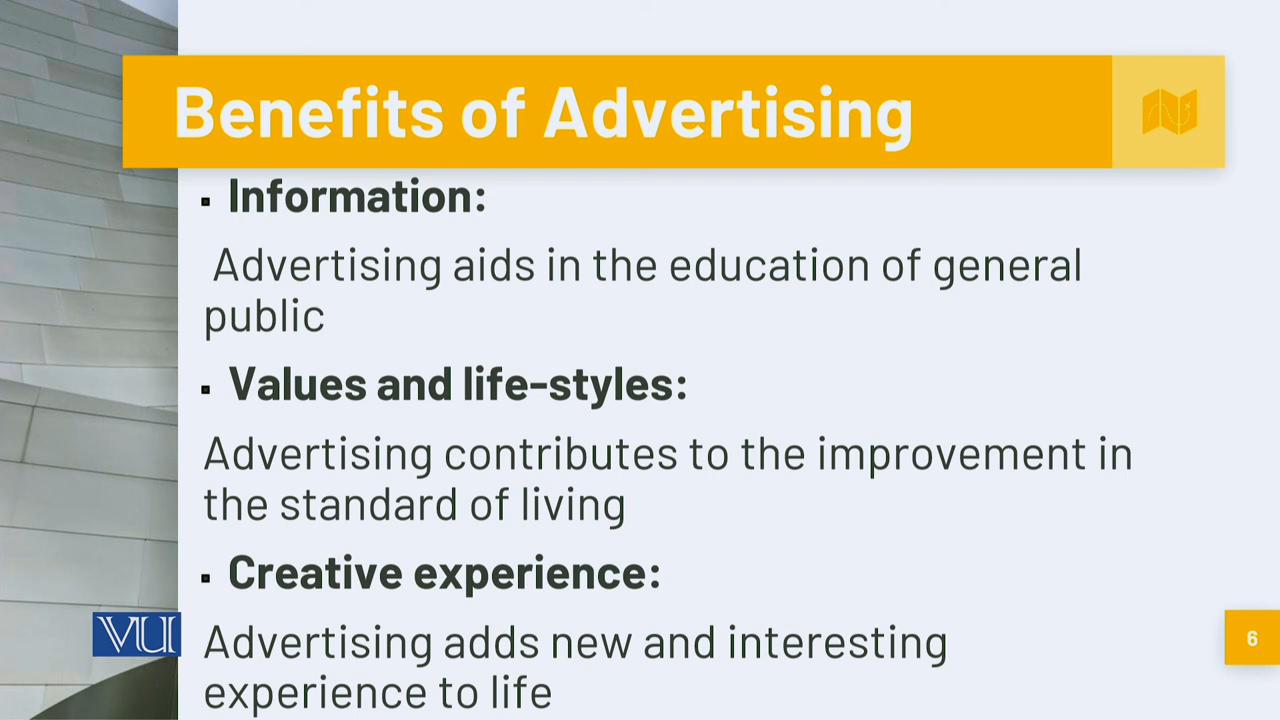 Benefits of Advertising
▪ Information:
Advertising aids in the education of general
public
▪ Values and life-styles:
Advertising contributes to the improvement in
the standard of living
▪ Creative experience:
VU
Advertising adds new and interesting
experience to life
6